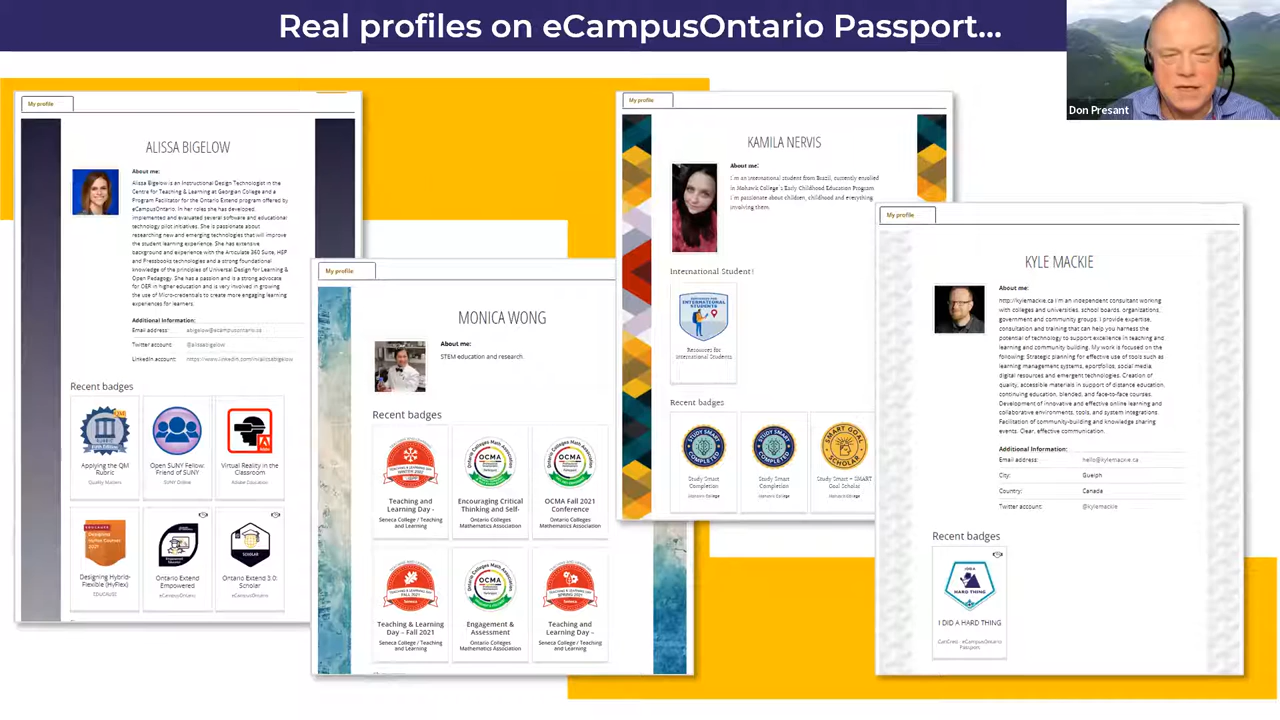 Real profiles on eCampusOntario Passport...
Don Presant
My profile
ALISSA BIGELOW
About me:
Alissa Bigelow is an Instructional Design Technologist in the
Centre for Teaching & Learning at Georgian College and a
Program Facilitator for the Ontario Extend program offered by
eCampusOntario. In her roles she has developed,
implemented and evaluated several software and educational
technology pilot initiatives. She is passionate about
researching new and emerging technologies that will improve
the student learning experience. She has extensive
background and experience with the Articulate 360 Suite, H5P
and Pressbooks technologies and a strong foundational
knowledge of the principles of Universal Design for Learning &
Open Pedagogy. She has a passion and is a strong advocate
for OER in higher education and is very involved in growing
the use of Micro-credentials to create more engaging learning
experiences for learners.
Additional Information:
Email address: abigelow@ecampusontario.ca
Twitter account: @alissabigelow
LinkedIn account: https://www.linkedin.com/in/alissabigelow
Recent badges
Applying the QM
Rubric
Quality Matters
Open SUNY Fellow:
Friend of SUNY
Virtual Reality in the
Classroom
Adobe Education
Designing Hybrid-
Flexible (HyFlex)
EDUCAUSE
Ontario Extend
Empowered
eCampusOntario
Ontario Extend 3.0:
Scholar
eCampusOntario
My profile
MONICA WONG
About me:
STEM education and research.
Recent badges
Teaching and
Learning Day -
Seneca College / Teaching
and Learning
Encouraging Critical
Thinking and Self-
Ontario Colleges
Mathematics Association
OCMA Fall 2021
Conference
Ontario Colleges
Mathematics Association
Teaching & Learning
Day – Fall 2021
Seneca College / Teaching
and Learning
Engagement &
Assessment
Ontario Colleges
Mathematics Association
Teaching and
Learning Day –
Seneca College / Teaching
and Learning
My profile
KAMILA NERVIS
About me:
I'm an international student from Brazil, currently enrolled
in Mohawk College's Early Childhood Education Program
I'm passionate about children, childhood and everything
involving them.
International Student!
Resources for
International Students
Recent badges
Study Smart
Completion
Mohawk College
Study Smart
Completion
Mohawk College
Study Smart – SMART
Goal Scholar
Mohawk College
My profile
KYLE MACKIE
About me:
http://kylemackie.ca I'm an independent consultant working
with colleges and universities, school boards, organizations,
government and community groups. I provide expertise,
consultation and training that can help you harness the
potential of technology to support excellence in teaching and
learning and community building. My work is focused on the
following: Strategic planning for effective use of tools such as
learning management systems, eportfolios, social media,
digital resources and emergent technologies. Creation of
quality, accessible materials in support of distance education,
continuing education, blended, and face-to-face courses.
Development of innovative and effective online learning and
collaborative environments, tools, and system integrations.
Facilitation of community-building and knowledge sharing
events. Clear, effective communication.
Additional Information:
Email address: hello@kylemackie.ca
City: Guelph
Country: Canada
Twitter account: @kylemackie
Recent badges
I DID A
HARD THING
I DID A HARD THING
CanCred - eCampusOntario
Passport